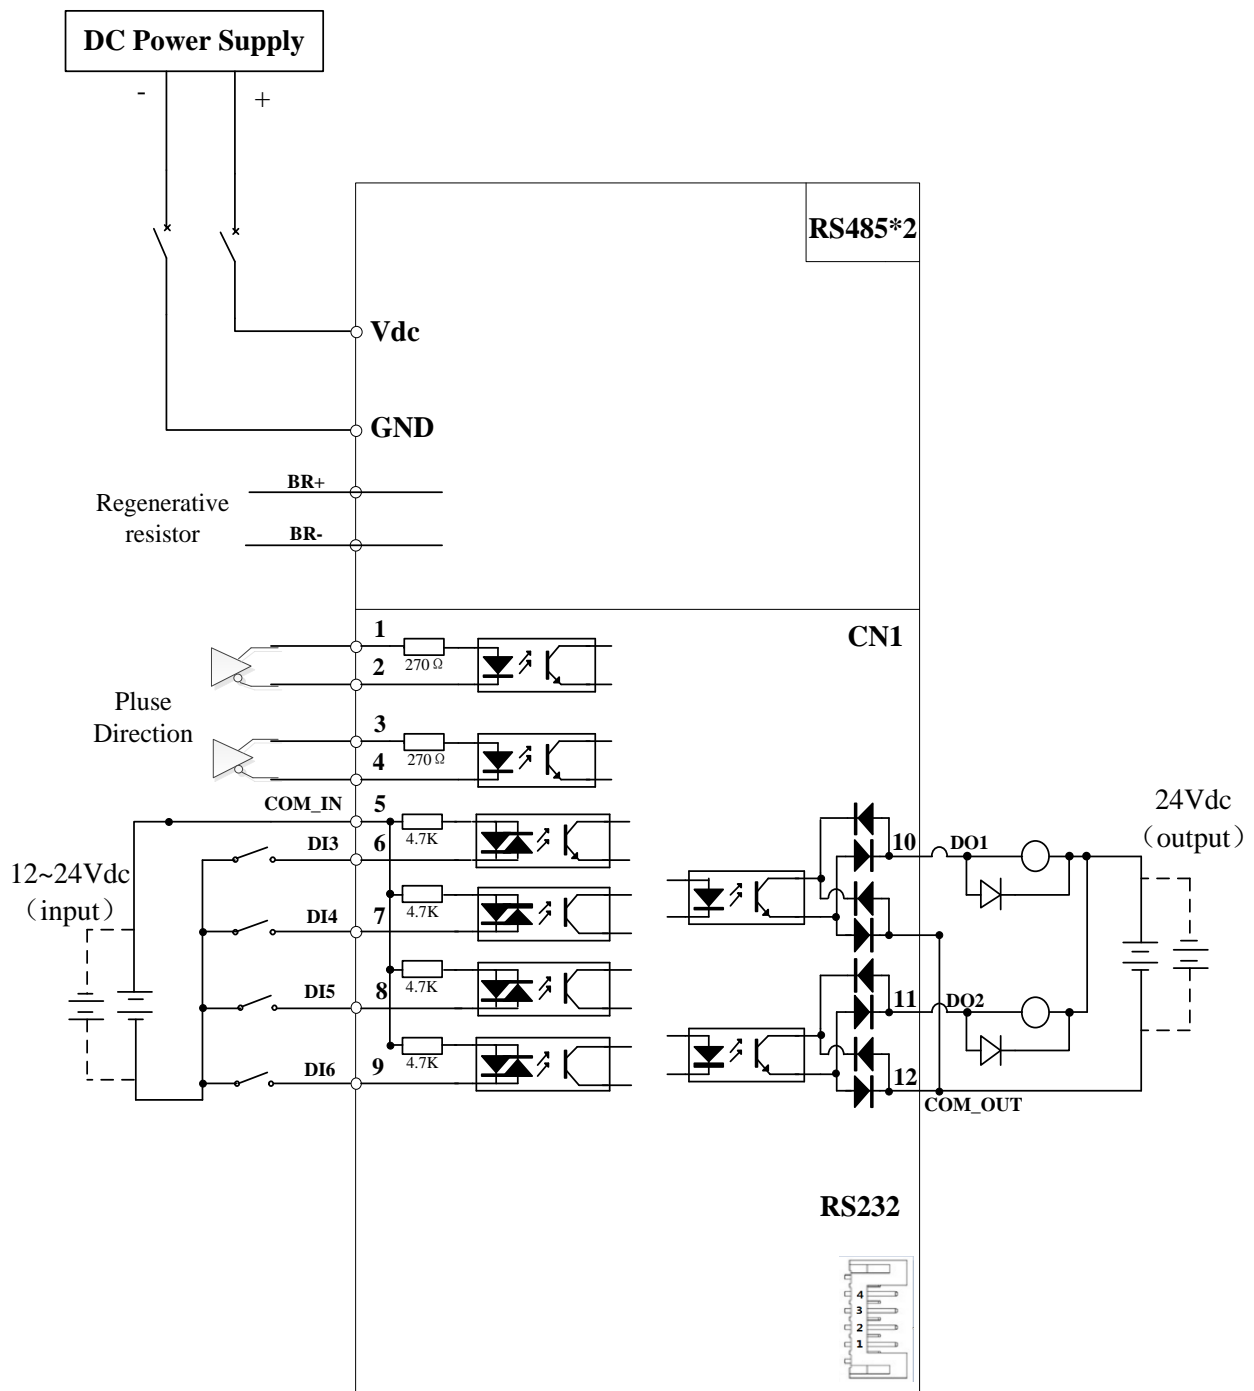 DC Power Supply
-
+
RS485*2
Vdc
GND
BR+
Regenerative
resistor
BR-
CN1
1
270Ω
2
Pluse
Direction
3
270Ω
4
COM_IN
5
4.7K
6
DI3
12~24Vdc
（input）
4.7K
7
DI4
4.7K
8
DI5
4.7K
9
DI6
24Vdc
（output）
10
DO1
11
DO2
12
COM_OUT
RS232
4
3
2
1